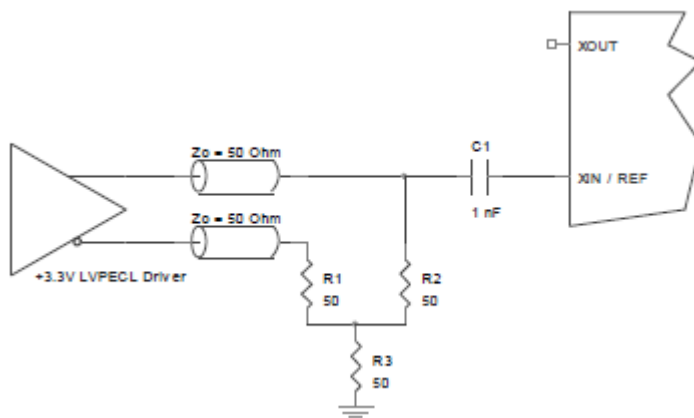 XOUT
Zo = 50 Ohm
C1
XIN / REF
1 nF
Zo = 50 Ohm
+3.3V LVPECL Driver
R1
50
R2
50
R3
50